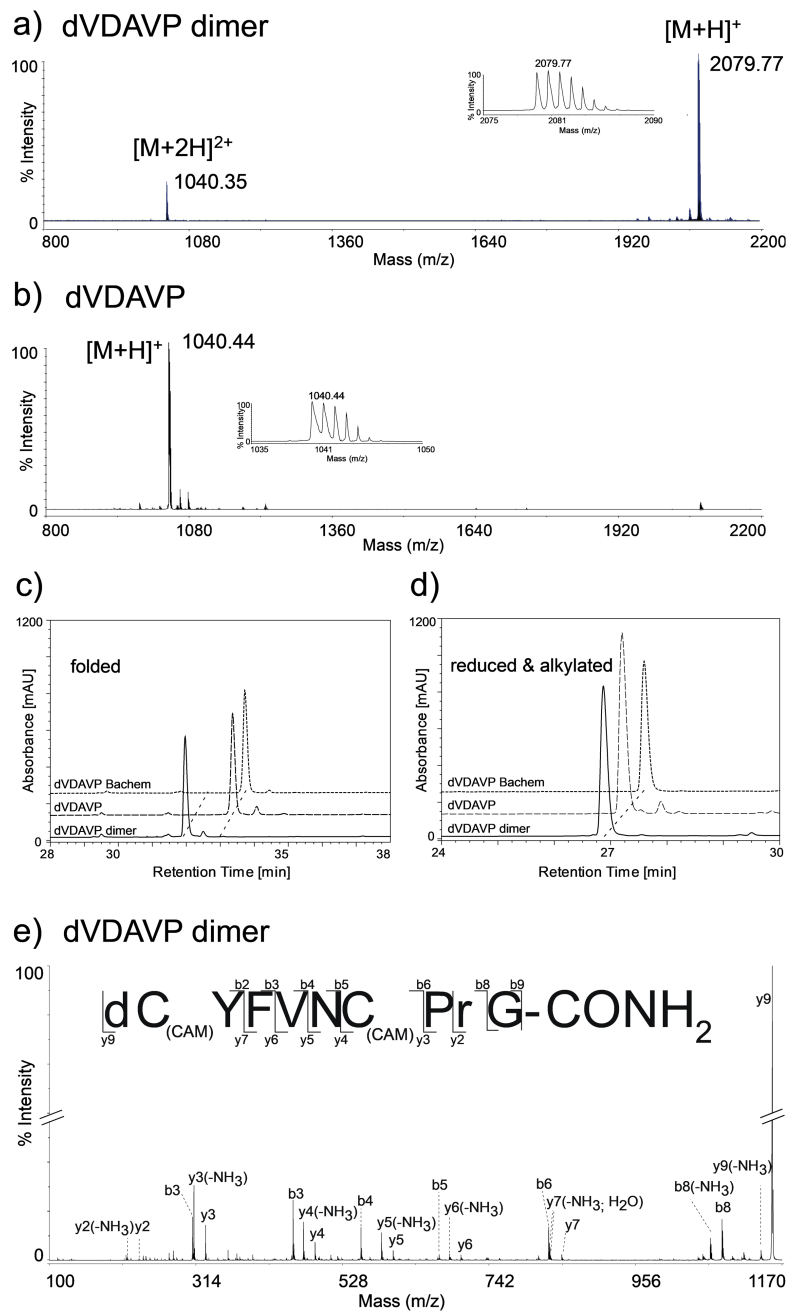 a) dVDAVP dimer
[M+H]+
2079.77
100
% Intensity
0
[M+2H]2+
1040.35
100
% Intensity
0
2079.77
2075
2081
2090
Mass (m/z)
800
1080
1360
1640
1920
2200
Mass (m/z)
b) dVDAVP
[M+H]+
1040.44
100
% Intensity
0
100
% Intensity
0
1040.44
1035
1041
1050
Mass (m/z)
800
1080
1360
1640
1920
2200
Mass (m/z)
c)
1200
Absorbance [mAU]
0
folded
dVDAVP Bachem
dVDAVP
dVDAVP dimer
28
30
35
38
Retention Time [min]
d)
1200
Absorbance [mAU]
0
reduced & alkylated
dVDAVP Bachem
dVDAVP
dVDAVP dimer
24
27
30
Retention Time [min]
e) dVDAVP dimer
100
% Intensity
0
b2 b3 b4 b5 b6 b8 b9
dC(CAM)YFVNC(CAM)PrG-CONH2
y9 y7 y6 y5 y4 y3 y2
y9
y2(-NH3)
y2
b3
y3(-NH3)
y3
b3
y4(-NH3)
y4
b4
y5(-NH3)
y5
b5
y6(-NH3)
y6
b6
y7(-NH3; H2O)
y7
b8(-NH3)
b8
y9(-NH3)
100
314
528
742
956
1170
Mass (m/z)